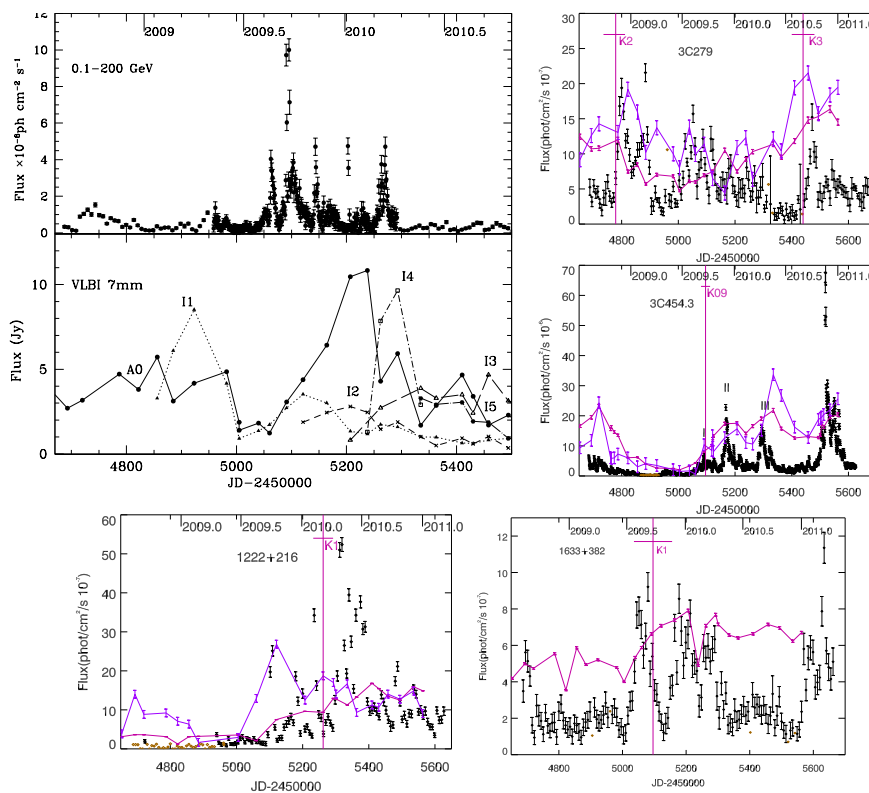 2009 2009.5 2010 2010.5
12
10
8
6
4
2
0
Flux ×10⁻⁶ph cm⁻² s⁻¹
0.1−200 GeV
VLBI 7mm
10
5
0
Flux (Jy)
A0
I1
I2
I4
I3
I5
4800 5000 5200 5400
JD−2450000
2009.0 2009.5 2010.0 2010.5 2011.0
30
25
20
15
10
5
0
Flux(phot/cm²/s 10⁻⁷)
K2
3C279
K3
4800 5000 5200 5400 5600
JD-2450000
2009.0 2009.5 2010.0 2010.5 2011.0
70
60
50
40
30
20
10
0
Flux(phot/cm²/s 10⁻⁶)
3C454.3
K09
I
II
III
4800 5000 5200 5400 5600
JD-2450000
2009.0 2009.5 2010.0 2010.5 2011.0
60
50
40
30
20
10
0
Flux(phot/cm²/s 10⁻⁷)
1222+216
K1
4800 5000 5200 5400 5600
JD-2450000
2009.0 2009.5 2010.0 2010.5 2011.0
12
10
8
6
4
2
0
Flux(phot/cm²/s 10⁻⁷)
1633+382
K1
4800 5000 5200 5400 5600
JD-2450000